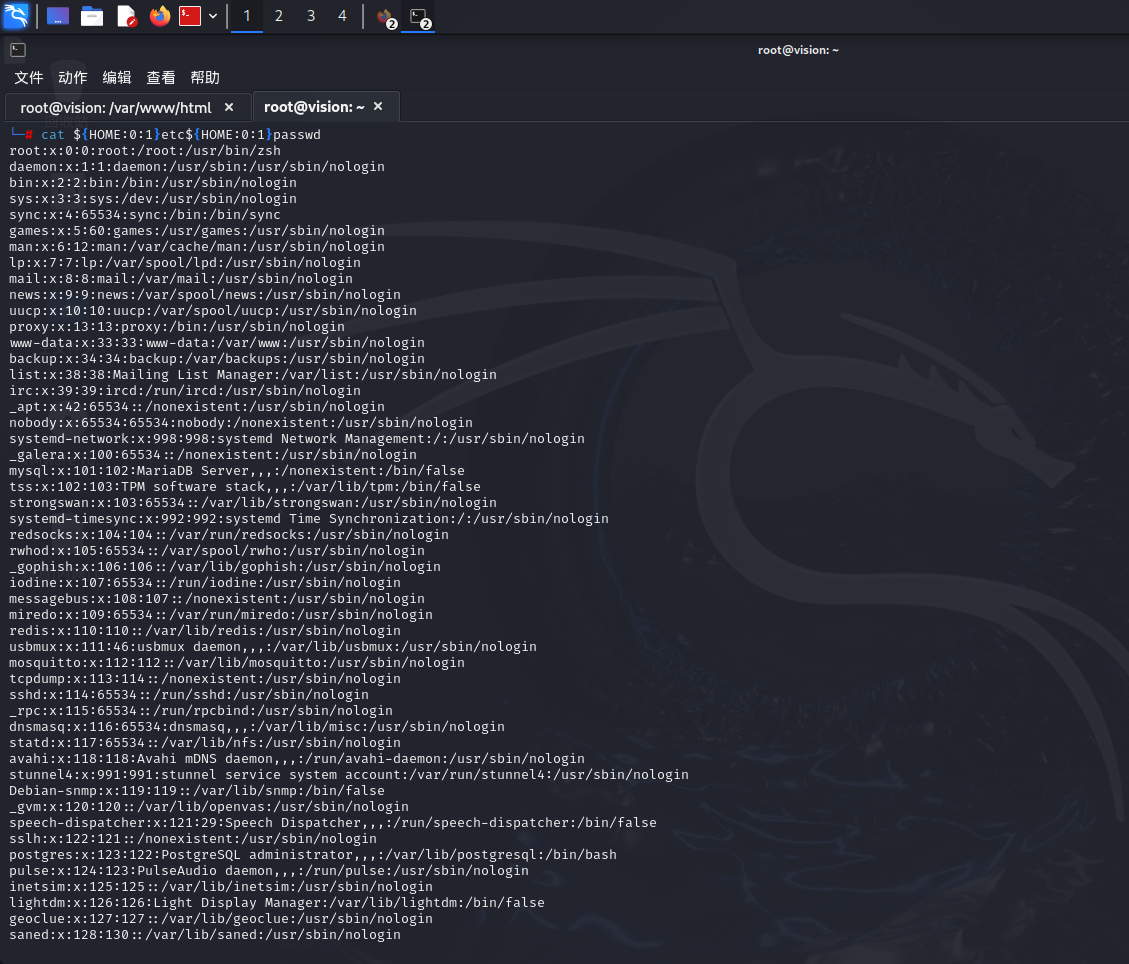 1 2 3 4 2 2
root@vision: ~
文件 动作 编辑 查看 帮助
root@vision: /var/www/html × root@vision: ~ ×
└─# cat ${HOME:0:1}etc${HOME:0:1}passwd
root:x:0:0:root:/root:/usr/bin/zsh
daemon:x:1:1:daemon:/usr/sbin:/usr/sbin/nologin
bin:x:2:2:bin:/bin:/usr/sbin/nologin
sys:x:3:3:sys:/dev:/usr/sbin/nologin
sync:x:4:65534:sync:/bin:/bin/sync
games:x:5:60:games:/usr/games:/usr/sbin/nologin
man:x:6:12:man:/var/cache/man:/usr/sbin/nologin
lp:x:7:7:lp:/var/spool/lpd:/usr/sbin/nologin
mail:x:8:8:mail:/var/mail:/usr/sbin/nologin
news:x:9:9:news:/var/spool/news:/usr/sbin/nologin
uucp:x:10:10:uucp:/var/spool/uucp:/usr/sbin/nologin
proxy:x:13:13:proxy:/bin:/usr/sbin/nologin
www-data:x:33:33:www-data:/var/www:/usr/sbin/nologin
backup:x:34:34:backup:/var/backups:/usr/sbin/nologin
list:x:38:38:Mailing List Manager:/var/list:/usr/sbin/nologin
irc:x:39:39:ircd:/run/ircd:/usr/sbin/nologin
_apt:x:42:65534::/nonexistent:/usr/sbin/nologin
nobody:x:65534:65534:nobody:/nonexistent:/usr/sbin/nologin
systemd-network:x:998:998:systemd Network Management:/:/usr/sbin/nologin
_galera:x:100:65534::/nonexistent:/usr/sbin/nologin
mysql:x:101:102:MariaDB Server,,,:/nonexistent:/bin/false
tss:x:102:103:TPM software stack,,,:/var/lib/tpm:/bin/false
strongswan:x:103:65534::/var/lib/strongswan:/usr/sbin/nologin
systemd-timesync:x:992:992:systemd Time Synchronization:/:/usr/sbin/nologin
redsocks:x:104:104::/var/run/redsocks:/usr/sbin/nologin
rwhod:x:105:65534::/var/spool/rwho:/usr/sbin/nologin
_gophish:x:106:106::/var/lib/gophish:/usr/sbin/nologin
iodine:x:107:65534::/run/iodine:/usr/sbin/nologin
messagebus:x:108:107::/nonexistent:/usr/sbin/nologin
miredo:x:109:65534::/var/run/miredo:/usr/sbin/nologin
redis:x:110:110::/var/lib/redis:/usr/sbin/nologin
usbmux:x:111:46:usbmux daemon,,,:/var/lib/usbmux:/usr/sbin/nologin
mosquitto:x:112:112::/var/lib/mosquitto:/usr/sbin/nologin
tcpdump:x:113:114::/nonexistent:/usr/sbin/nologin
sshd:x:114:65534::/run/sshd:/usr/sbin/nologin
_rpc:x:115:65534::/run/rpcbind:/usr/sbin/nologin
dnsmasq:x:116:65534:dnsmasq,,,:/var/lib/misc:/usr/sbin/nologin
statd:x:117:65534::/var/lib/nfs:/usr/sbin/nologin
avahi:x:118:118:Avahi mDNS daemon,,,:/run/avahi-daemon:/usr/sbin/nologin
stunnel4:x:991:991:stunnel service system account:/var/run/stunnel4:/usr/sbin/nologin
Debian-snmp:x:119:119::/var/lib/snmp:/bin/false
_gvm:x:120:120::/var/lib/openvas:/usr/sbin/nologin
speech-dispatcher:x:121:29:Speech Dispatcher,,,:/run/speech-dispatcher:/bin/false
sslh:x:122:121::/nonexistent:/usr/sbin/nologin
postgres:x:123:122:PostgreSQL administrator,,,:/var/lib/postgresql:/bin/bash
pulse:x:124:123:PulseAudio daemon,,,:/run/pulse:/usr/sbin/nologin
inetsim:x:125:125::/var/lib/inetsim:/usr/sbin/nologin
lightdm:x:126:126:Light Display Manager:/var/lib/lightdm:/bin/false
geoclue:x:127:127::/var/lib/geoclue:/usr/sbin/nologin
saned:x:128:130::/var/lib/saned:/usr/sbin/nologin